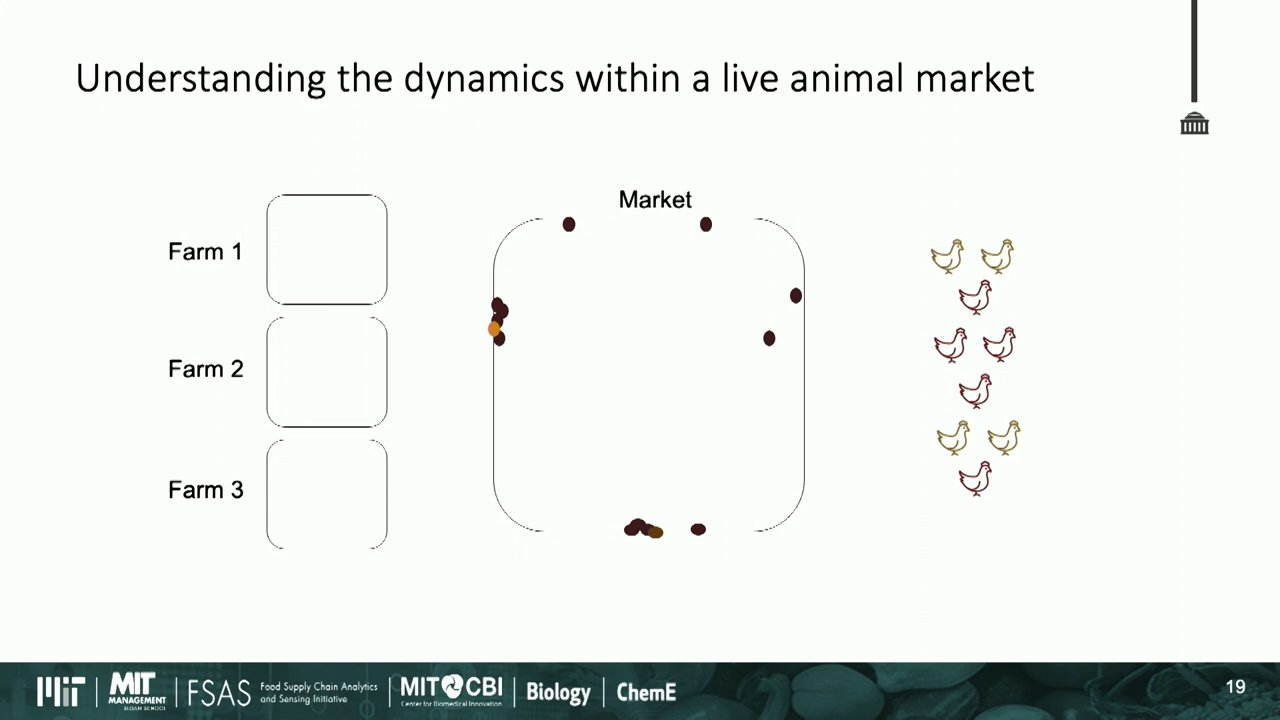 Understanding the dynamics within a live animal market
Market
Farm 1
Farm 2
Farm 3
MIT
MIT
MANAGEMENT
SLOAN SCHOOL
FSAS
Food Supply Chain Analytics
and Sensing Initiative
MIT CBI
Center for Biomedical Innovation
Biology
ChemE
19